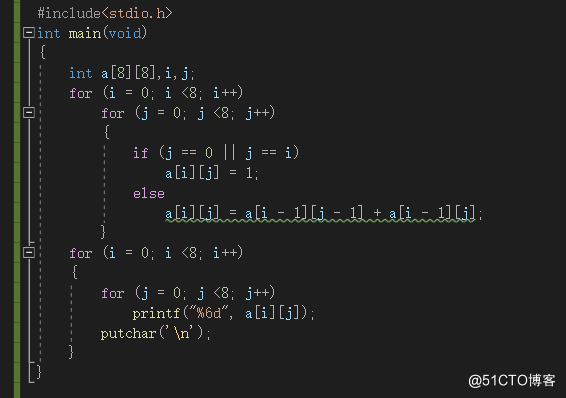 #include<stdio.h>
int main(void)
{
int a[8][8],i,j;
for (i = 0; i <8; i++)
for (j = 0; j <8; j++)
{
if (j == 0 || j == i)
a[i][j] = 1;
else
a[i][j] = a[i - 1][j - 1] + a[i - 1][j];
}
for (i = 0; i <8; i++)
{
for (j = 0; j <8; j++)
printf("%6d", a[i][j]);
putchar('\n');
}
}
@51CTO博客